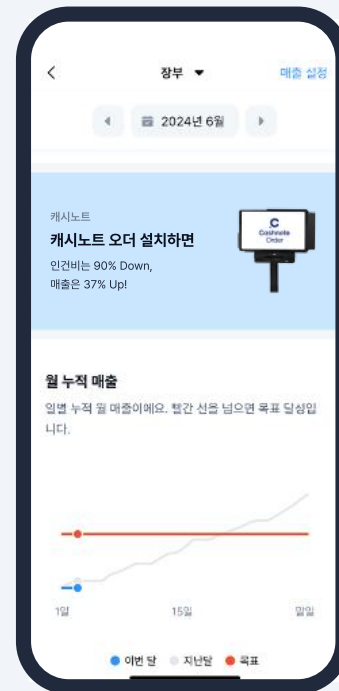 장부 ▼
매출 설정
2024년 6월
캐시노트
캐시노트 오더 설치하면
인건비는 90% Down,
매출은 37% Up!
C
Cashnote
Order
월 누적 매출
일별 누적 월 매출이에요. 빨간 선을 넘으면 목표 달성입
니다.
1일
15일
말일
이번 달
지난달
목표